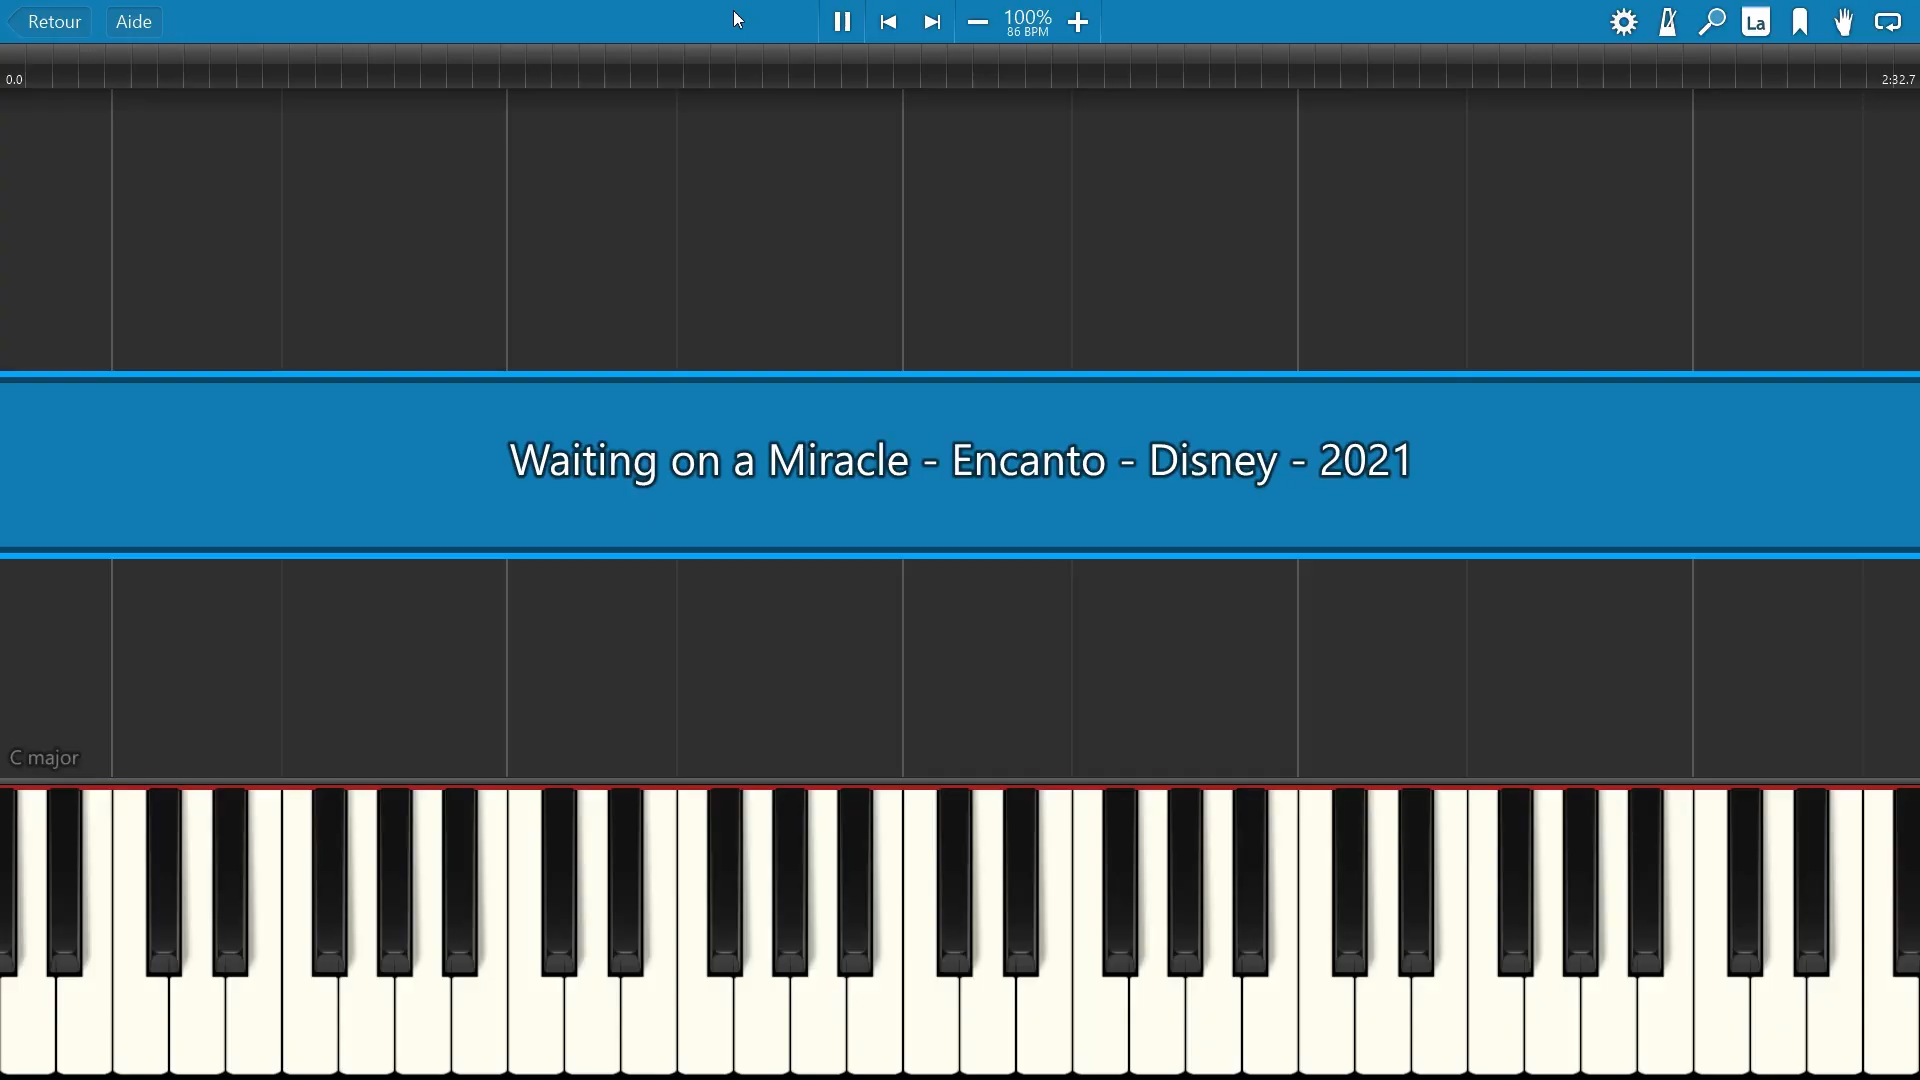 Retour
Aide
100%
86 BPM
La
0.0
2:32.7
Waiting on a Miracle - Encanto - Disney - 2021
C major